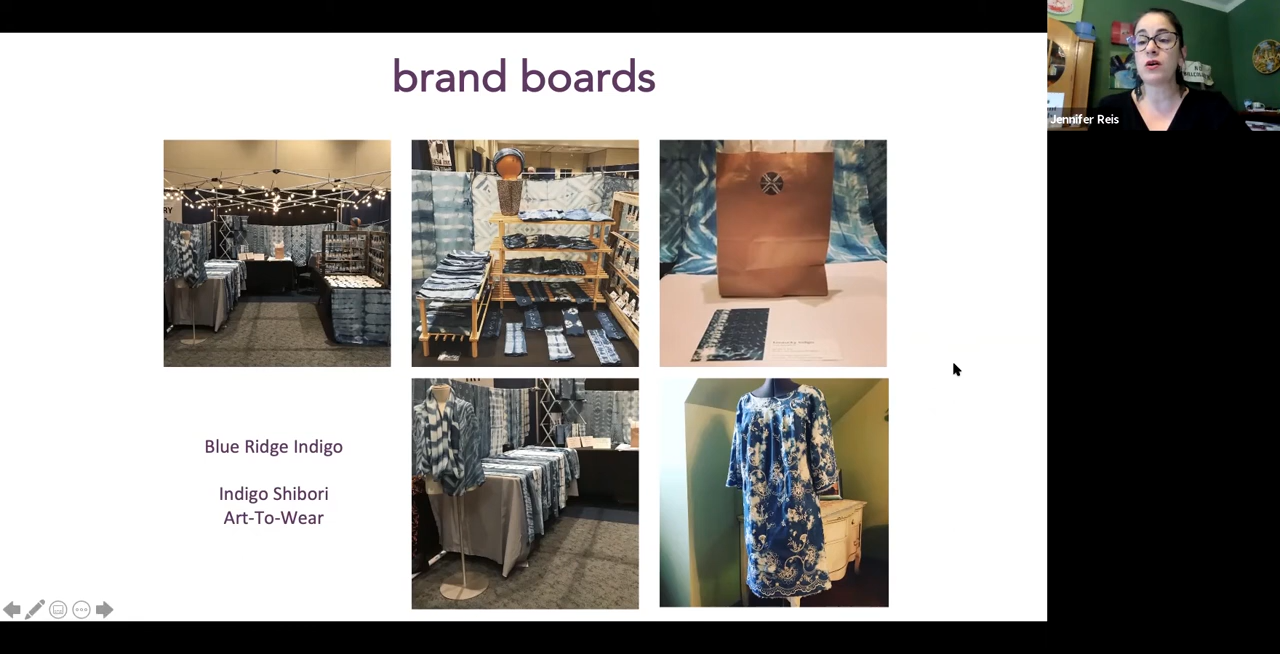 brand boards
Jennifer Reis
Blue Ridge Indigo
Indigo Shibori
Art-To-Wear